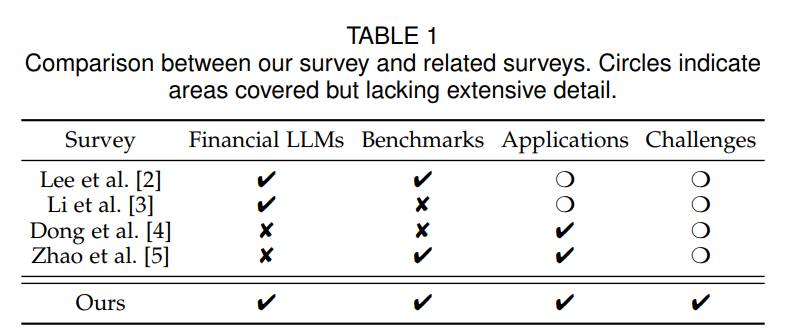 TABLE 1
Comparison between our survey and related surveys. Circles indicate
areas covered but lacking extensive detail.
Survey Financial LLMs Benchmarks Applications Challenges
Lee et al. [2] ✔ ✔ ❍ ❍
Li et al. [3] ✔ ✘ ❍ ❍
Dong et al. [4] ✘ ✘ ✔ ❍
Zhao et al. [5] ✘ ✔ ✔ ❍
Ours ✔ ✔ ✔ ✔